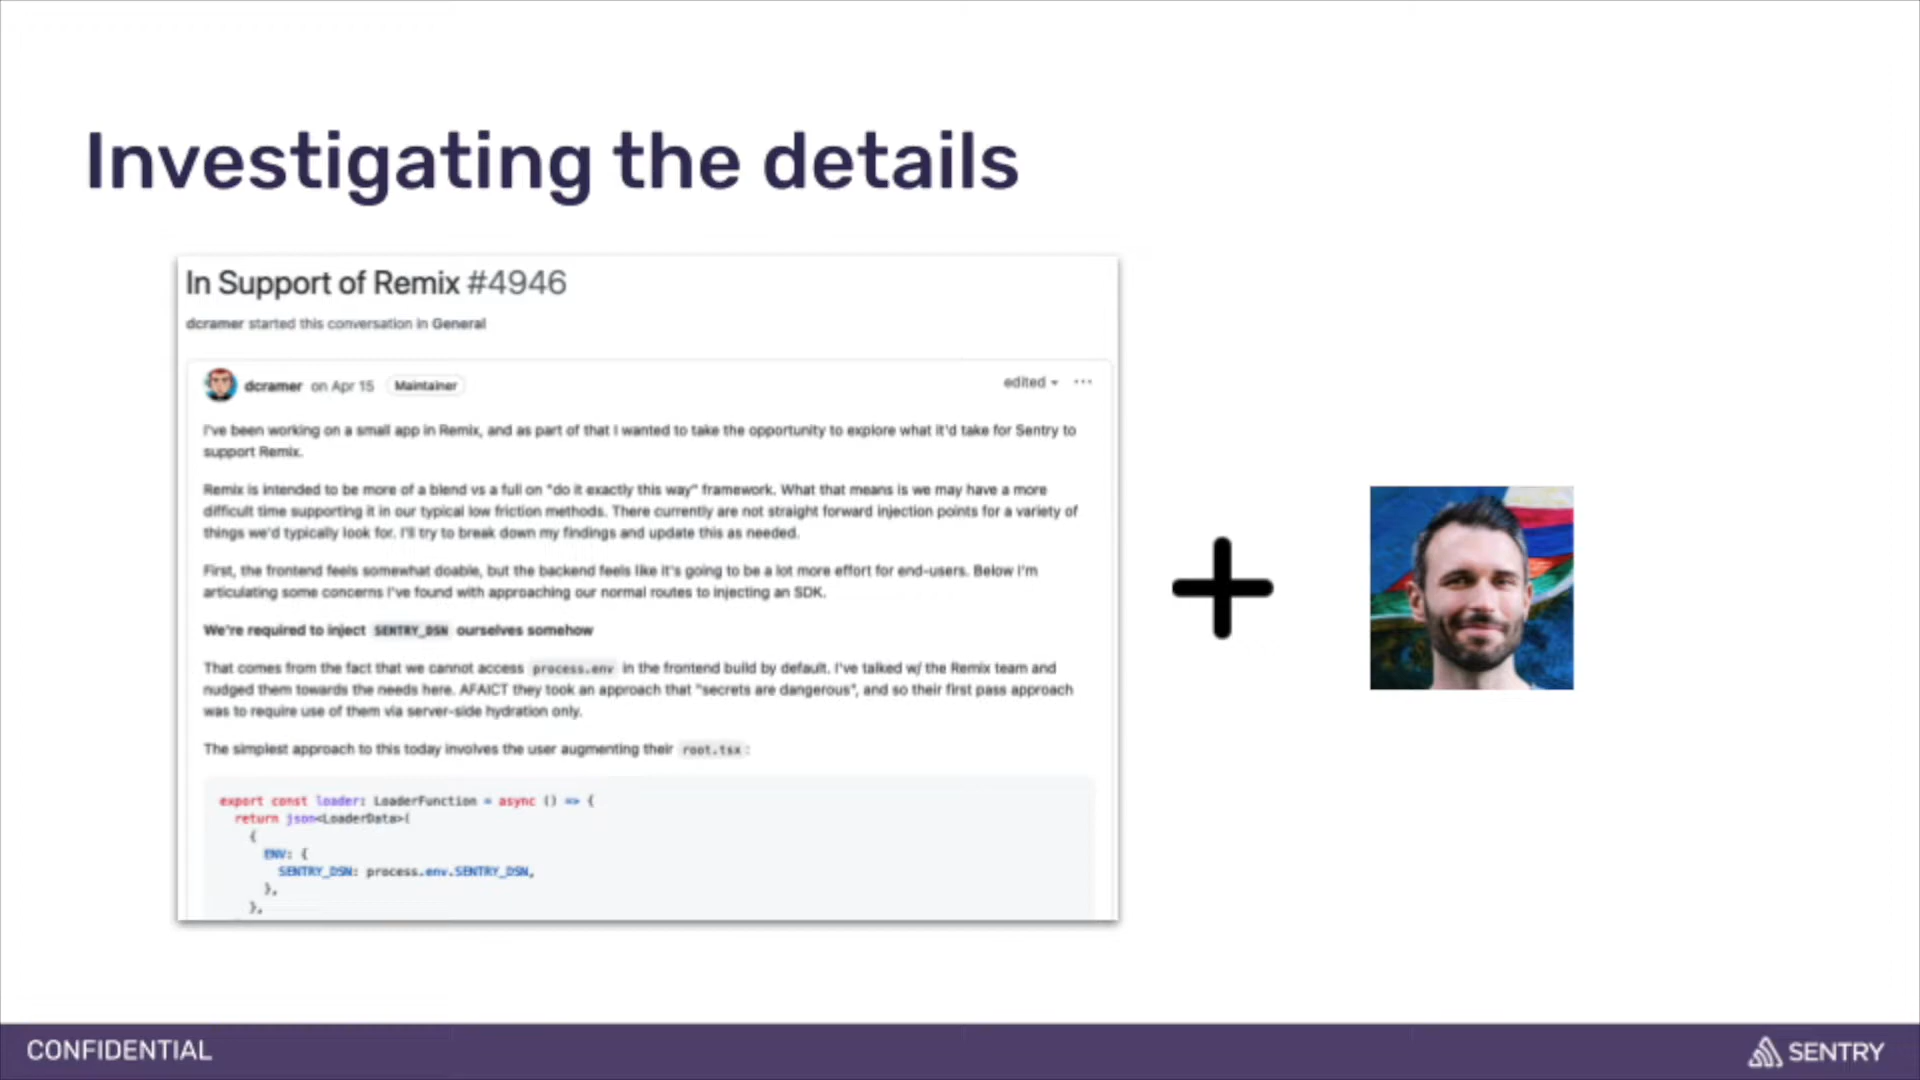 Investigating the details
In Support of Remix #4946
dcramer started this conversation in General
dcramer on Apr 15 Maintainer edited
I've been working on a small app in Remix, and as part of that I wanted to take the opportunity to explore what it'd take for Sentry to
support Remix.
Remix is intended to be more of a blend vs a full on "do it exactly this way" framework. What that means is we may have a more
difficult time supporting it in our typical low friction methods. There currently are not straight forward injection points for a variety of
things we'd typically look for. I'll try to break down my findings and update this as needed.
First, the frontend feels somewhat doable, but the backend feels like it's going to be a lot more effort for end-users. Below I'm
articulating some concerns I've found with approaching our normal routes to injecting an SDK.
We're required to inject SENTRY_DSN ourselves somehow
That comes from the fact that we cannot access process.env in the frontend build by default. I've talked w/ the Remix team and
nudged them towards the needs here. AFAICT they took an approach that "secrets are dangerous", and so their first pass approach
was to require use of them via server-side hydration only.
The simplest approach to this today involves the user augmenting their root.tsx:
export const loader: LoaderFunction = async () => {
return json<LoaderData>(
{
ENV: {
SENTRY_DSN: process.env.SENTRY_DSN,
},
},
CONFIDENTIAL
SENTRY